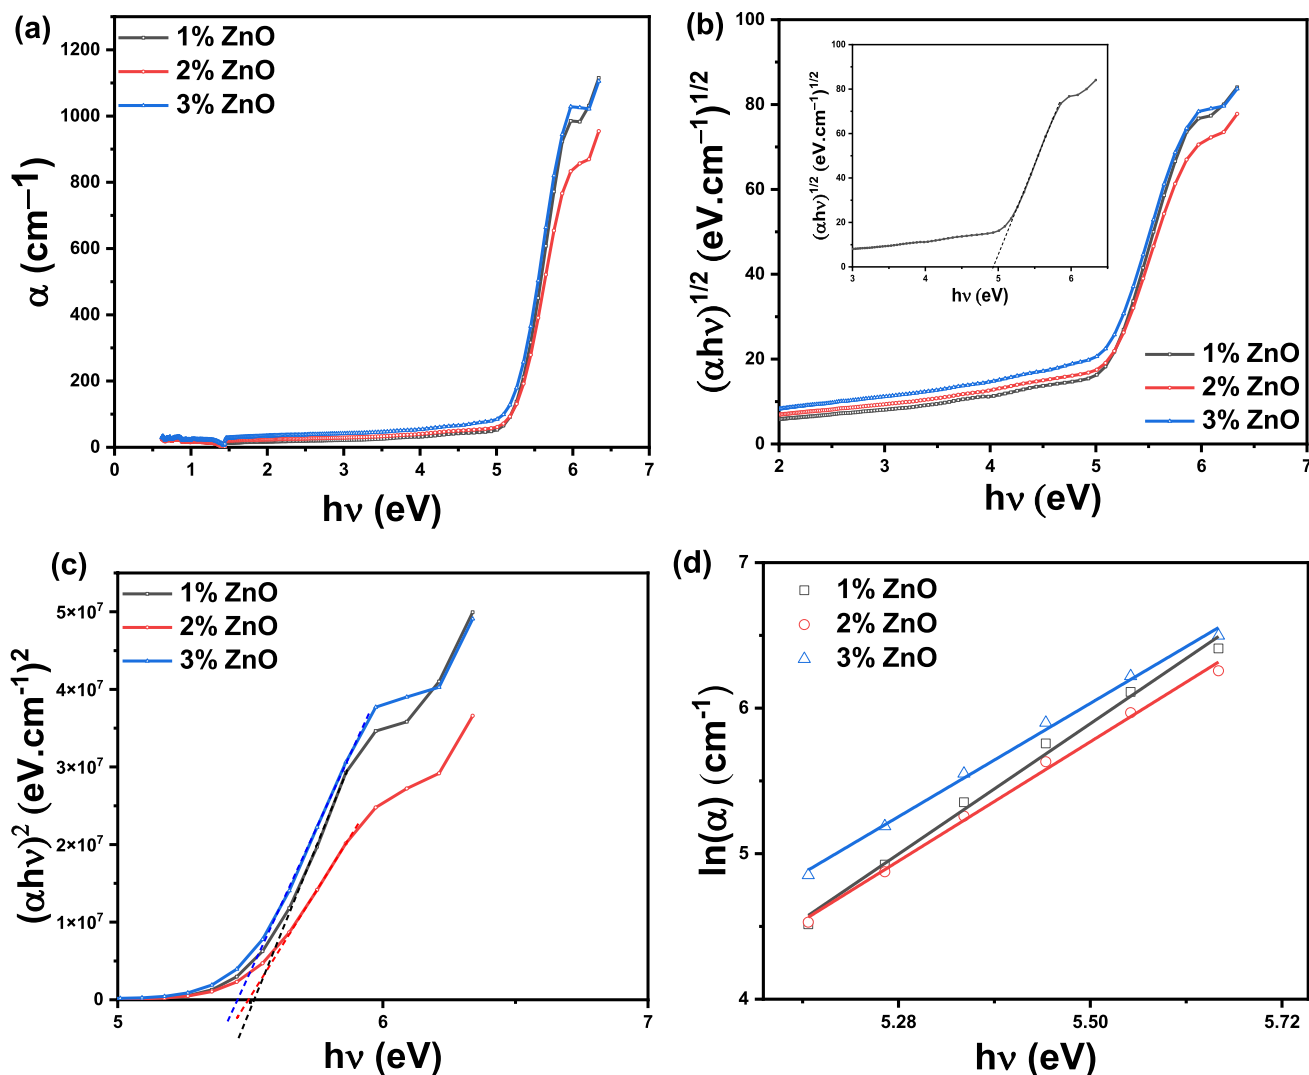 (a)
1% ZnO
2% ZnO
3% ZnO
α (cm⁻¹)
1200
1000
800
600
400
200
0
0 1 2 3 4 5 6 7
hν (eV)
(b)
(αhν)^1/2 (eV.cm⁻¹)^1/2
100
80
60
40
20
0
2 3 4 5 6 7
hν (eV)
1% ZnO
2% ZnO
3% ZnO
(αhν)^1/2 (eV.cm⁻¹)^1/2
100
80
60
40
20
0
3 4 5 6
hν (eV)
(c)
1% ZnO
2% ZnO
3% ZnO
(αhν)² (eV.cm⁻¹)²
5×10⁷
4×10⁷
3×10⁷
2×10⁷
1×10⁷
0
5 6 7
hν (eV)
(d)
1% ZnO
2% ZnO
3% ZnO
ln(α) (cm⁻¹)
7
6
5
4
5.28 5.50 5.72
hν (eV)